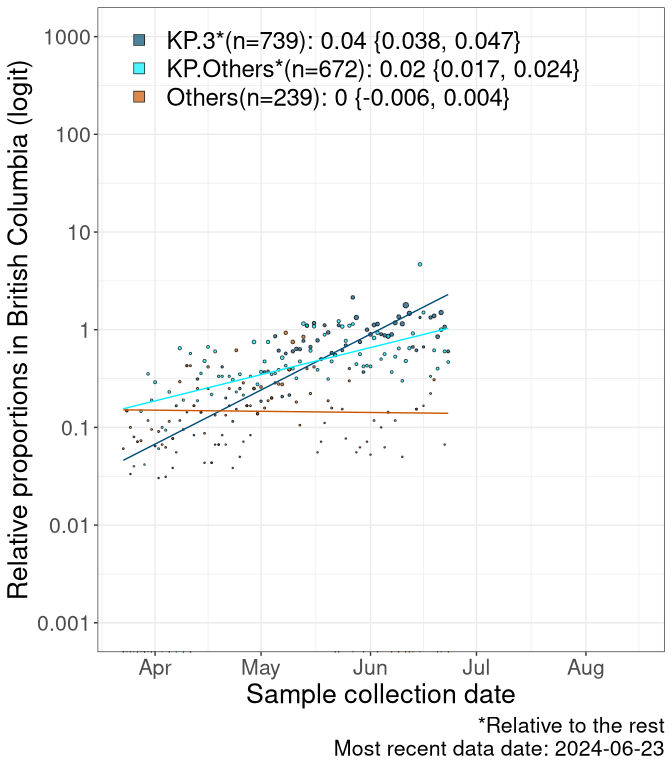 KP.3*(n=739): 0.04 {0.038, 0.047}
KP.Others*(n=672): 0.02 {0.017, 0.024}
Others(n=239): 0 {-0.006, 0.004}
Relative proportions in British Columbia (logit)
1000
100
10
1
0.1
0.01
0.001
Apr
May
Jun
Jul
Aug
Sample collection date
*Relative to the rest
Most recent data date: 2024-06-23